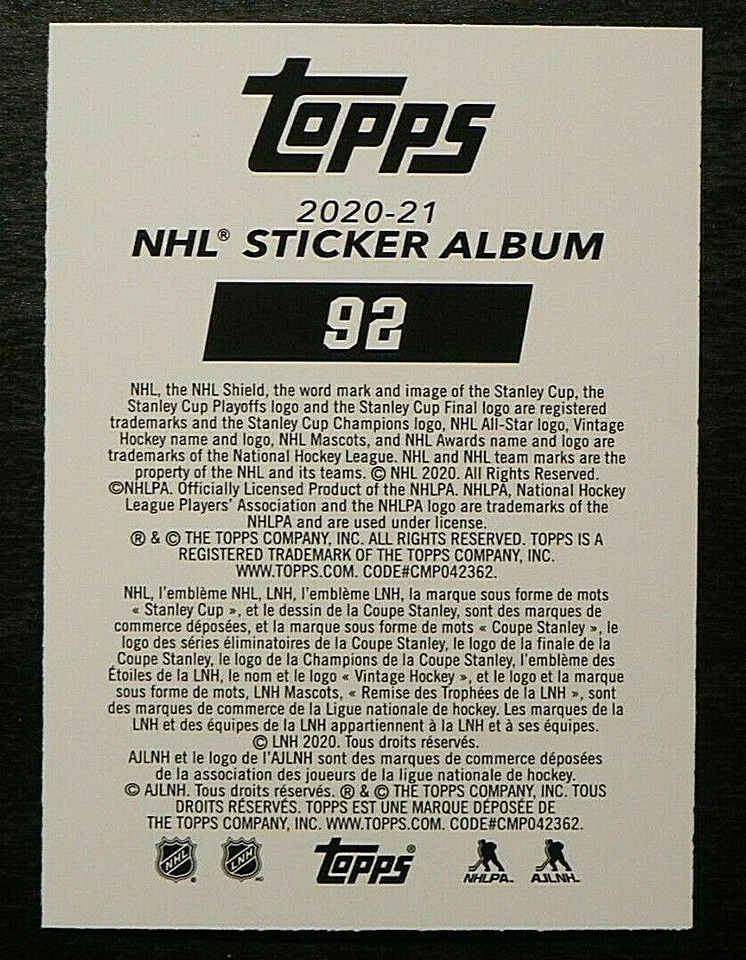 Topps
2020-21
NHL® STICKER ALBUM
92
NHL, the NHL Shield, the word mark and image of the Stanley Cup, the
Stanley Cup Playoffs logo and the Stanley Cup Final logo are registered
trademarks and the Stanley Cup Champions logo, NHL All-Star logo, Vintage
Hockey name and logo, NHL Mascots, and NHL Awards name and logo are
trademarks of the National Hockey League. NHL and NHL team marks are the
property of the NHL and its teams. © NHL 2020. All Rights Reserved.
©NHLPA. Officially Licensed Product of the NHLPA. NHLPA, National Hockey
League Players' Association and the NHLPA logo are trademarks of the
NHLPA and are used under license.
® & © THE TOPPS COMPANY, INC. ALL RIGHTS RESERVED. TOPPS IS A
REGISTERED TRADEMARK OF THE TOPPS COMPANY, INC.
WWW.TOPPS.COM. CODE#CMP042362.
NHL, l'emblème NHL, LNH, l'emblème LNH, la marque sous forme de mots
« Stanley Cup », et le dessin de la Coupe Stanley, sont des marques de
commerce déposées, et la marque sous forme de mots « Coupe Stanley », le
logo des séries éliminatoires de la Coupe Stanley, le logo de la finale de la
Coupe Stanley, le logo de la Champions de la Coupe Stanley, l'emblème des
Étoiles de la LNH, le nom et le logo « Vintage Hockey », et le logo et la marque
sous forme de mots, LNH Mascots, « Remise des Trophées de la LNH », sont
des marques de commerce de la Ligue nationale de hockey. Les marques de la
LNH et des équipes de la LNH appartiennent à la LNH et à ses équipes.
© LNH 2020. Tous droits réservés.
AJLNH et le logo de l'AJLNH sont des marques de commerce déposées
de la association des joueurs de la ligue nationale de hockey.
© AJLNH. Tous droits réservés. ® & © THE TOPPS COMPANY, INC. TOUS
DROITS RÉSERVÉS. TOPPS EST UNE MARQUE DÉPOSÉE DE
THE TOPPS COMPANY, INC. WWW.TOPPS.COM. CODE#CMP042362.
NHL ® LNH MD Topps® NHLPA™ AJLNH™